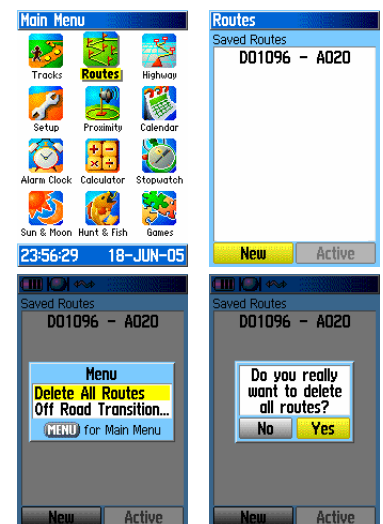 Main Menu
Tracks Routes Highway
Setup Proximity Calendar
Alarm Clock Calculator Stopwatch
Sun & Moon Hunt & Fish Games
23:56:29 18-JUN-05
Routes
Saved Routes
D01096 - A020
New Active
Saved Routes
D01096 - A020
Menu
Delete All Routes
Off Road Transition...
MENU for Main Menu
New Active
Saved Routes
D01096 - A020
Do you really
want to delete
all routes?
No Yes
New Active